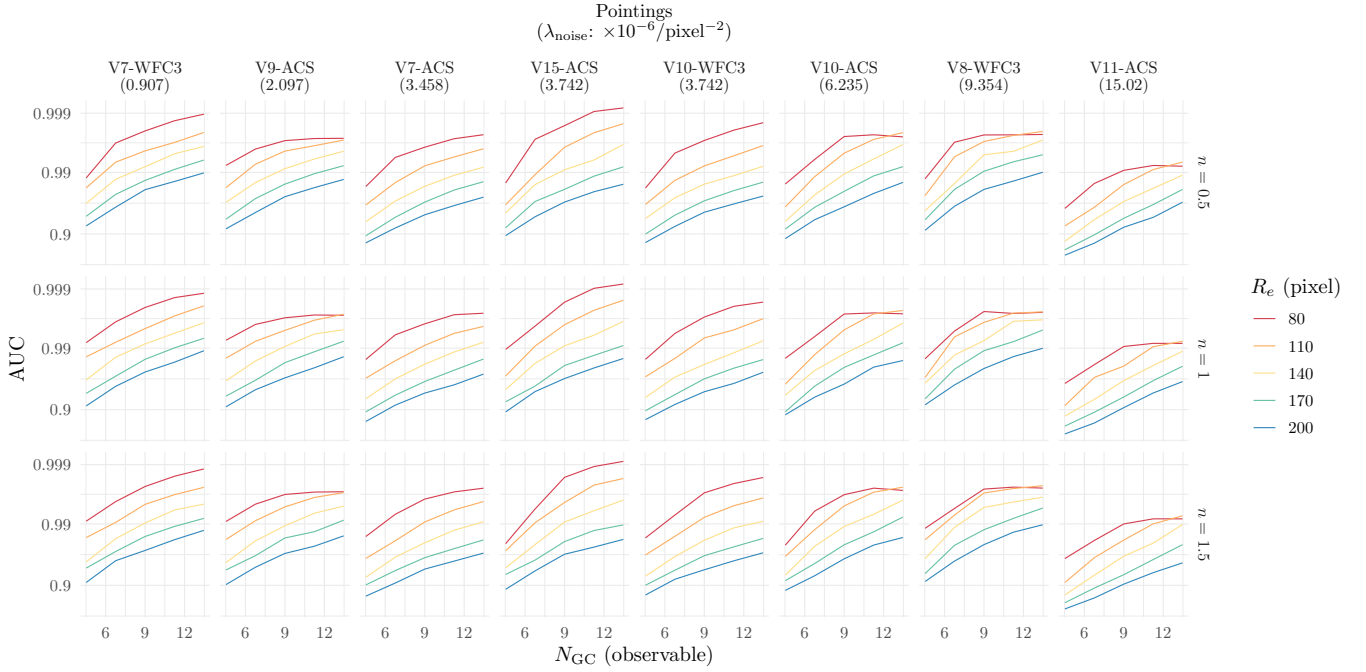 Pointings
(λnoise: ×10⁻⁶/pixel⁻²)
V7-WFC3 V9-ACS V7-ACS V15-ACS V10-WFC3 V10-ACS V8-WFC3 V11-ACS
(0.907) (2.097) (3.458) (3.742) (3.742) (6.235) (9.354) (15.02)
0.999
0.99
0.9
n = 0.5
0.999
0.99
0.9
n = 1
0.999
0.99
0.9
n = 1.5
AUC
6 9 12 6 9 12 6 9 12 6 9 12 6 9 12 6 9 12 6 9 12 6 9 12
N_GC (observable)
R_e (pixel)
80
110
140
170
200